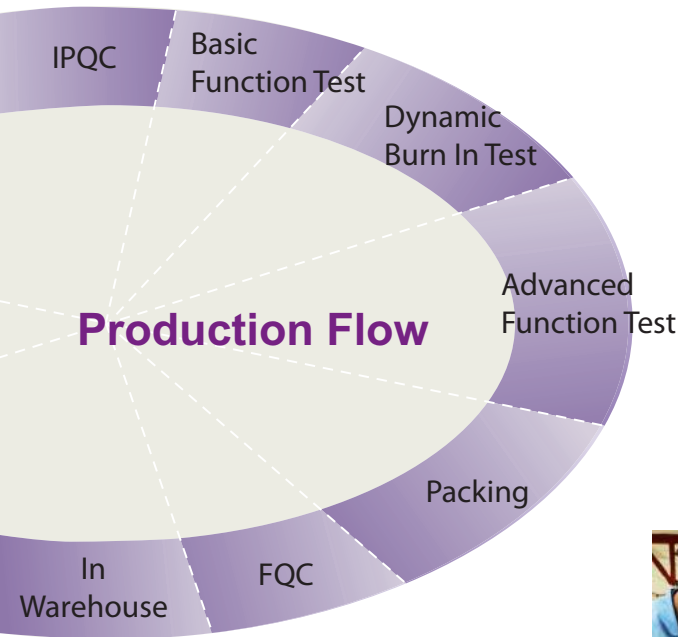 IPQC
Basic
Function Test
Dynamic
Burn In Test
Advanced
Function Test
Production Flow
Packing
FQC
In
Warehouse